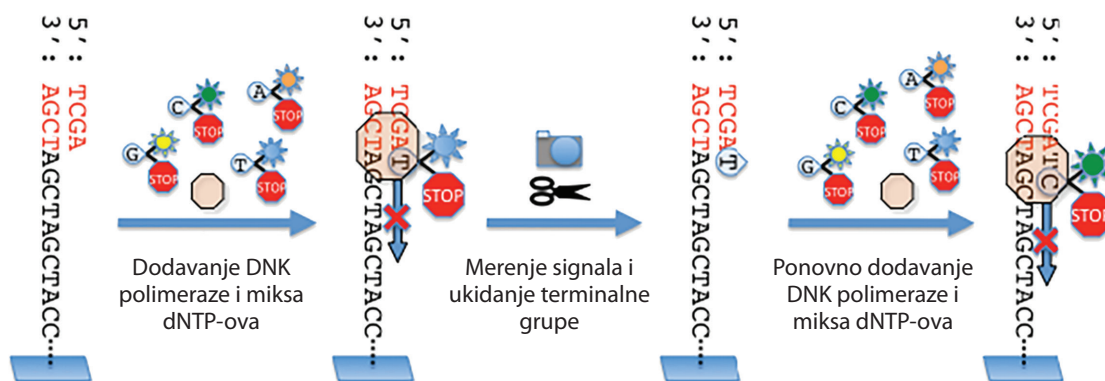 5′: : TCGA
3′: : AGCTAGCTAGCTACC.....
G
C
A
T
STOP
STOP
STOP
STOP
Dodavanje DNK
polimeraze i miksa
dNTP-ova
5′: : TCGAT
3′: : AGCTAGCTAGCTACC.....
STOP
Merenje signala i
ukidanje terminalne
grupe
5′: : TCGAT
3′: : AGCTAGCTAGCTACC.....
G
C
A
T
STOP
STOP
STOP
STOP
Ponovno dodavanje
DNK polimeraze i
miksa dNTP-ova
5′: : TCGATC
3′: : AGCTAGCTAGCTACC.....
STOP